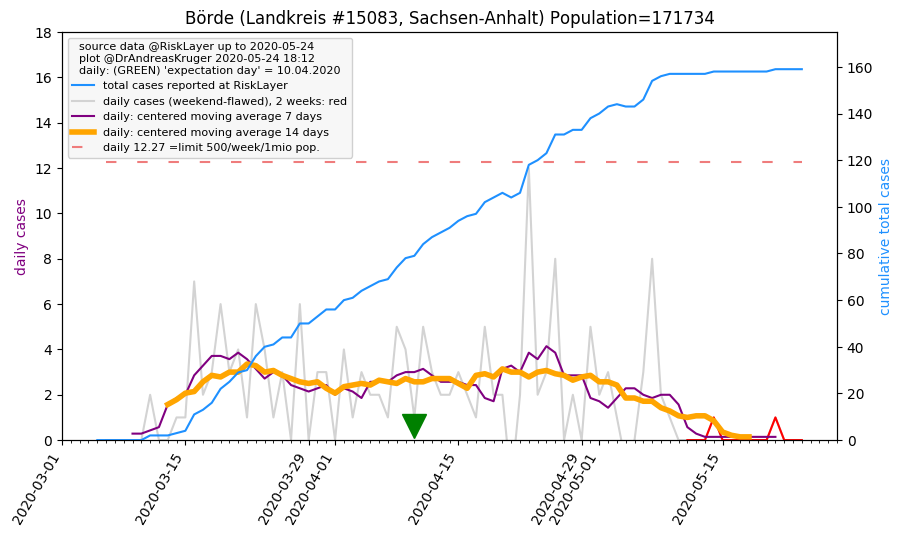 Börde (Landkreis #15083, Sachsen-Anhalt) Population=171734
source data @RiskLayer up to 2020-05-24
plot @DrAndreasKruger 2020-05-24 18:12
daily: (GREEN) 'expectation day' = 10.04.2020
total cases reported at RiskLayer
daily cases (weekend-flawed), 2 weeks: red
daily: centered moving average 7 days
daily: centered moving average 14 days
daily 12.27 =limit 500/week/1mio pop.
daily cases
18
16
14
12
10
8
6
4
2
0
cumulative total cases
160
140
120
100
80
60
40
20
0
2020-03-01
2020-03-15
2020-03-29
2020-04-01
2020-04-15
2020-04-29
2020-05-01
2020-05-15